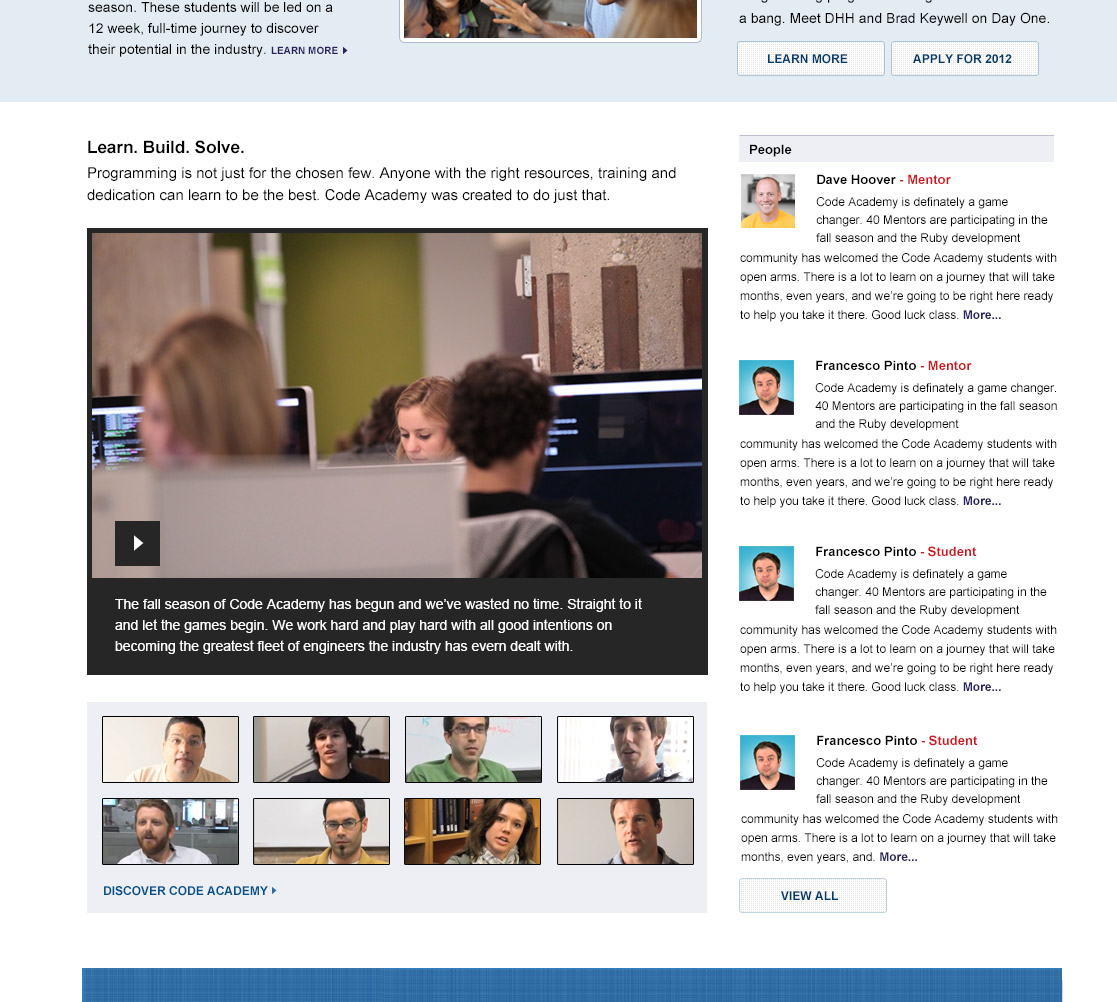 season. These students will be led on a
12 week, full-time journey to discover
their potential in the industry. LEARN MORE
a bang. Meet DHH and Brad Keywell on Day One.
LEARN MORE
APPLY FOR 2012
Learn. Build. Solve.
Programming is not just for the chosen few. Anyone with the right resources, training and
dedication can learn to be the best. Code Academy was created to do just that.
The fall season of Code Academy has begun and we've wasted no time. Straight to it
and let the games begin. We work hard and play hard with all good intentions on
becoming the greatest fleet of engineers the industry has evern dealt with.
DISCOVER CODE ACADEMY
People
Dave Hoover - Mentor
Code Academy is definately a game
changer. 40 Mentors are participating in the
fall season and the Ruby development
community has welcomed the Code Academy students with
open arms. There is a lot to learn on a journey that will take
months, even years, and we're going to be right here ready
to help you take it there. Good luck class. More...
Francesco Pinto - Mentor
Code Academy is definately a game changer.
40 Mentors are participating in the fall season
and the Ruby development
community has welcomed the Code Academy students with
open arms. There is a lot to learn on a journey that will take
months, even years, and we're going to be right here ready
to help you take it there. Good luck class. More...
Francesco Pinto - Student
Code Academy is definately a game
changer. 40 Mentors are participating in the
fall season and the Ruby development
community has welcomed the Code Academy students with
open arms. There is a lot to learn on a journey that will take
months, even years, and we're going to be right here ready
to help you take it there. Good luck class. More...
Francesco Pinto - Student
Code Academy is definately a game
changer. 40 Mentors are participating in the
fall season and the Ruby development
community has welcomed the Code Academy students with
open arms. There is a lot to learn on a journey that will take
months, even years, and. More...
VIEW ALL